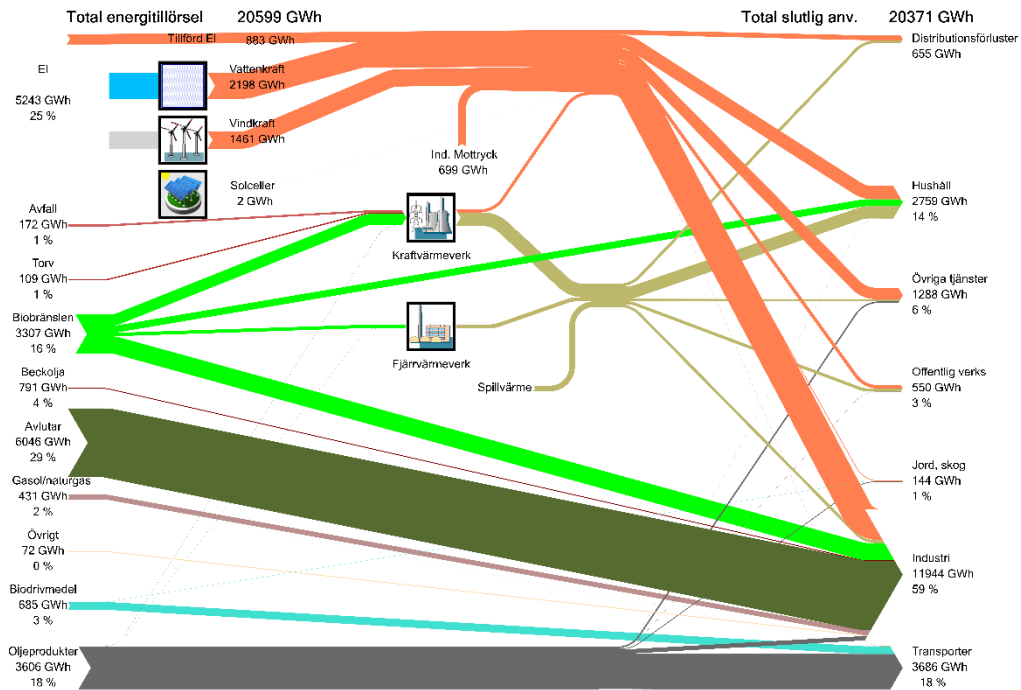 Total energitillörsel 20599 GWh
Total slutlig anv. 20371 GWh
Tillförd El 883 GWh
El
5243 GWh
25 %
Vattenkraft
2198 GWh
Vindkraft
1461 GWh
Solceller
2 GWh
Ind. Mottryck
699 GWh
Avfall
172 GWh
1 %
Torv
109 GWh
1 %
Biobränslen
3307 GWh
16 %
Beckolja
791 GWh
4 %
Avlutar
6046 GWh
29 %
Gasol/naturgas
431 GWh
2 %
Övrigt
72 GWh
0 %
Biodrivmedel
685 GWh
3 %
Oljeprodukter
3606 GWh
18 %
Kraftvärmeverk
Fjärrvärmeverk
Spillvärme
Distributionsförluster
655 GWh
Hushåll
2759 GWh
14 %
Övriga tjänster
1288 GWh
6 %
Offentlig verks
550 GWh
3 %
Jord, skog
144 GWh
1 %
Industri
11944 GWh
59 %
Transporter
3686 GWh
18 %